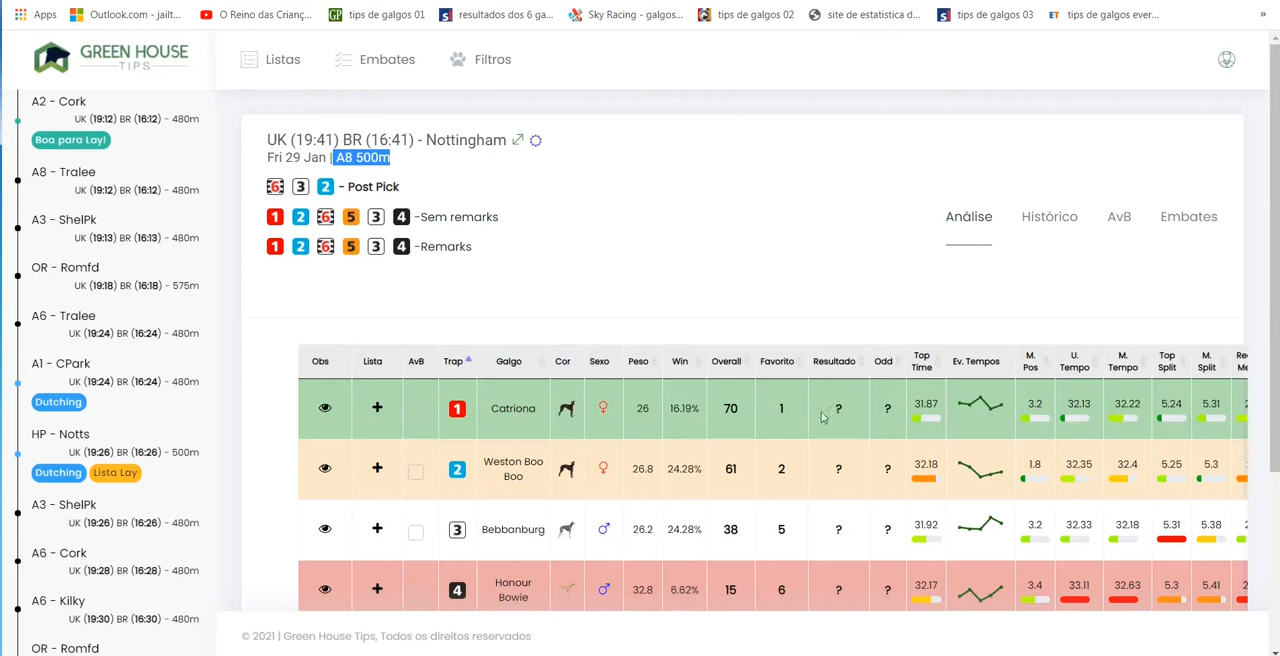 Apps Outlook.com - jailt... O Reino das Crianç... GP tips de galgos 01 resultados dos 6 ga... Sky Racing - galgos... tips de galgos 02 site de estatistica d... tips de galgos 03 ET tips de galgos ever... »
GREEN HOUSE
TIPS
Listas Embates Filtros
A2 - Cork
UK (19:12) BR (16:12) - 480m
Boa para Lay!
A8 - Tralee
UK (19:12) BR (16:12) - 480m
A3 - ShelPk
UK (19:13) BR (16:13) - 480m
OR - Romfd
UK (19:18) BR (16:18) - 575m
A6 - Tralee
UK (19:24) BR (16:24) - 480m
A1 - CPark
UK (19:24) BR (16:24) - 480m
Dutching
HP - Notts
UK (19:26) BR (16:26) - 500m
Dutching Lista Lay
A3 - ShelPk
UK (19:26) BR (16:26) - 480m
A6 - Cork
UK (19:28) BR (16:28) - 480m
A6 - Kilky
UK (19:30) BR (16:30) - 480m
OR - Romfd
UK (19:41) BR (16:41) - Nottingham
Fri 29 Jan | A8 500m
6 3 2 - Post Pick
1 2 6 5 3 4 -Sem remarks
1 2 6 5 3 4 -Remarks
Análise Histórico AvB Embates
Obs Lista AvB Trap Galgo Cor Sexo Peso Win Overall Favorito Resultado Odd Top Time Ev. Tempos M. Pos U. Tempo M. Tempo Top Split M. Split
1 Catriona 26 16.19% 70 1 ? ? 31.87 3.2 32.13 32.22 5.24 5.31
2 Weston Boo Boo 26.8 24.28% 61 2 ? ? 32.18 1.8 32.35 32.4 5.25 5.3
3 Bebbanburg 26.2 24.28% 38 5 ? ? 31.92 3.2 32.33 32.18 5.31 5.38
4 Honour Bowie 32.8 6.62% 15 6 ? ? 32.17 3.4 33.11 32.63 5.3 5.41
© 2021 | Green House Tips, Todos os direitos reservados